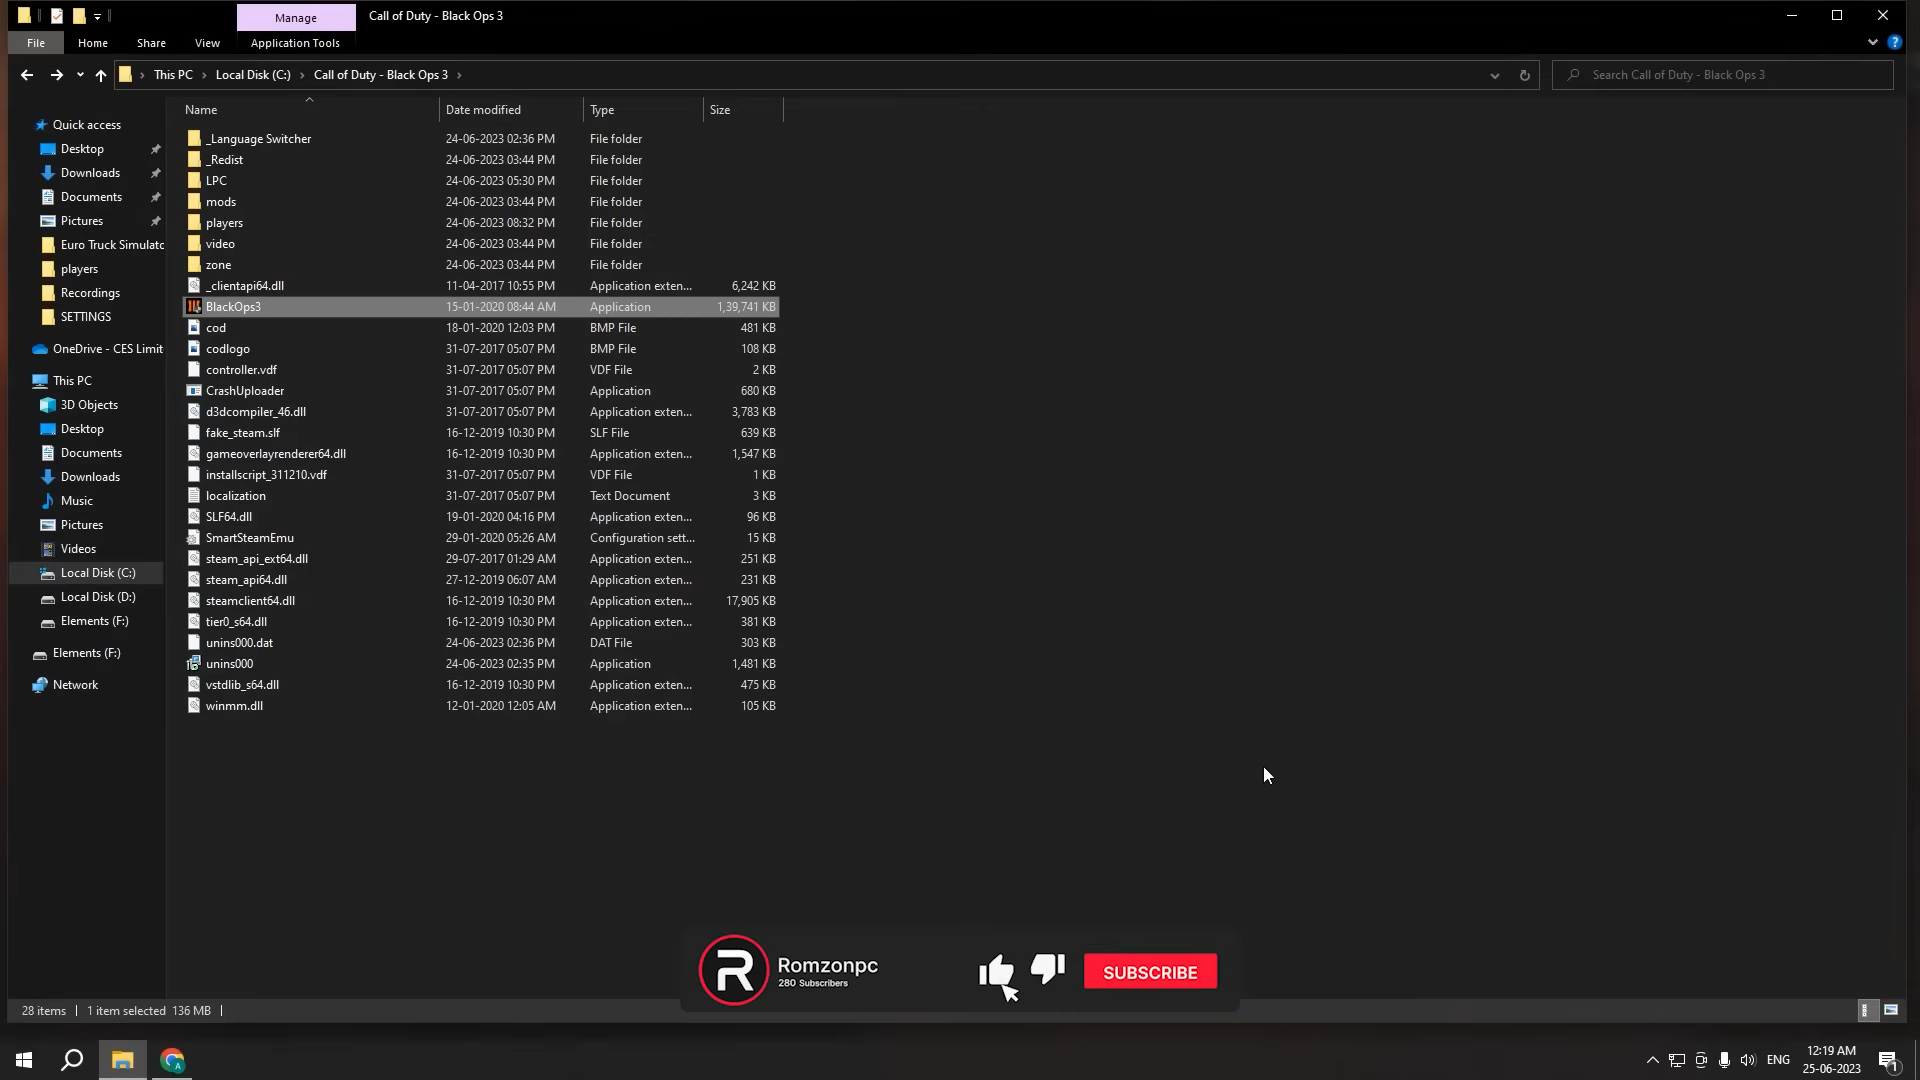 Manage
Call of Duty - Black Ops 3
File
Home
Share
View
Application Tools
This PC
Local Disk (C:)
Call of Duty - Black Ops 3
Search Call of Duty - Black Ops 3
Name
Date modified
Type
Size
Quick access
Desktop
Downloads
Documents
Pictures
Euro Truck Simulato
players
Recordings
SETTINGS
OneDrive - CES Limit
This PC
3D Objects
Desktop
Documents
Downloads
Music
Pictures
Videos
Local Disk (C:)
Local Disk (D:)
Elements (F:)
Elements (F:)
Network
_Language Switcher 24-06-2023 02:36 PM File folder
_Redist 24-06-2023 03:44 PM File folder
LPC 24-06-2023 05:30 PM File folder
mods 24-06-2023 03:44 PM File folder
players 24-06-2023 08:32 PM File folder
video 24-06-2023 03:44 PM File folder
zone 24-06-2023 03:44 PM File folder
_clientapi64.dll 11-04-2017 10:55 PM Application exten... 6,242 KB
BlackOps3 15-01-2020 08:44 AM Application 1,39,741 KB
cod 18-01-2020 12:03 PM BMP File 481 KB
codlogo 31-07-2017 05:07 PM BMP File 108 KB
controller.vdf 31-07-2017 05:07 PM VDF File 2 KB
CrashUploader 31-07-2017 05:07 PM Application 680 KB
d3dcompiler_46.dll 31-07-2017 05:07 PM Application exten... 3,783 KB
fake_steam.slf 16-12-2019 10:30 PM SLF File 639 KB
gameoverlayrenderer64.dll 16-12-2019 10:30 PM Application exten... 1,547 KB
installscript_311210.vdf 31-07-2017 05:07 PM VDF File 1 KB
localization 31-07-2017 05:07 PM Text Document 3 KB
SLF64.dll 19-01-2020 04:16 PM Application exten... 96 KB
SmartSteamEmu 29-01-2020 05:26 AM Configuration sett... 15 KB
steam_api_ext64.dll 29-07-2017 01:29 AM Application exten... 251 KB
steam_api64.dll 27-12-2019 06:07 AM Application exten... 231 KB
steamclient64.dll 16-12-2019 10:30 PM Application exten... 17,905 KB
tier0_s64.dll 16-12-2019 10:30 PM Application exten... 381 KB
unins000.dat 24-06-2023 02:36 PM DAT File 303 KB
unins000 24-06-2023 02:35 PM Application 1,481 KB
vstdlib_s64.dll 16-12-2019 10:30 PM Application exten... 475 KB
winmm.dll 12-01-2020 12:05 AM Application exten... 105 KB
R
Romzonpc
280 Subscribers
SUBSCRIBE
28 items
1 item selected 136 MB
ENG
12:19 AM
25-06-2023
1